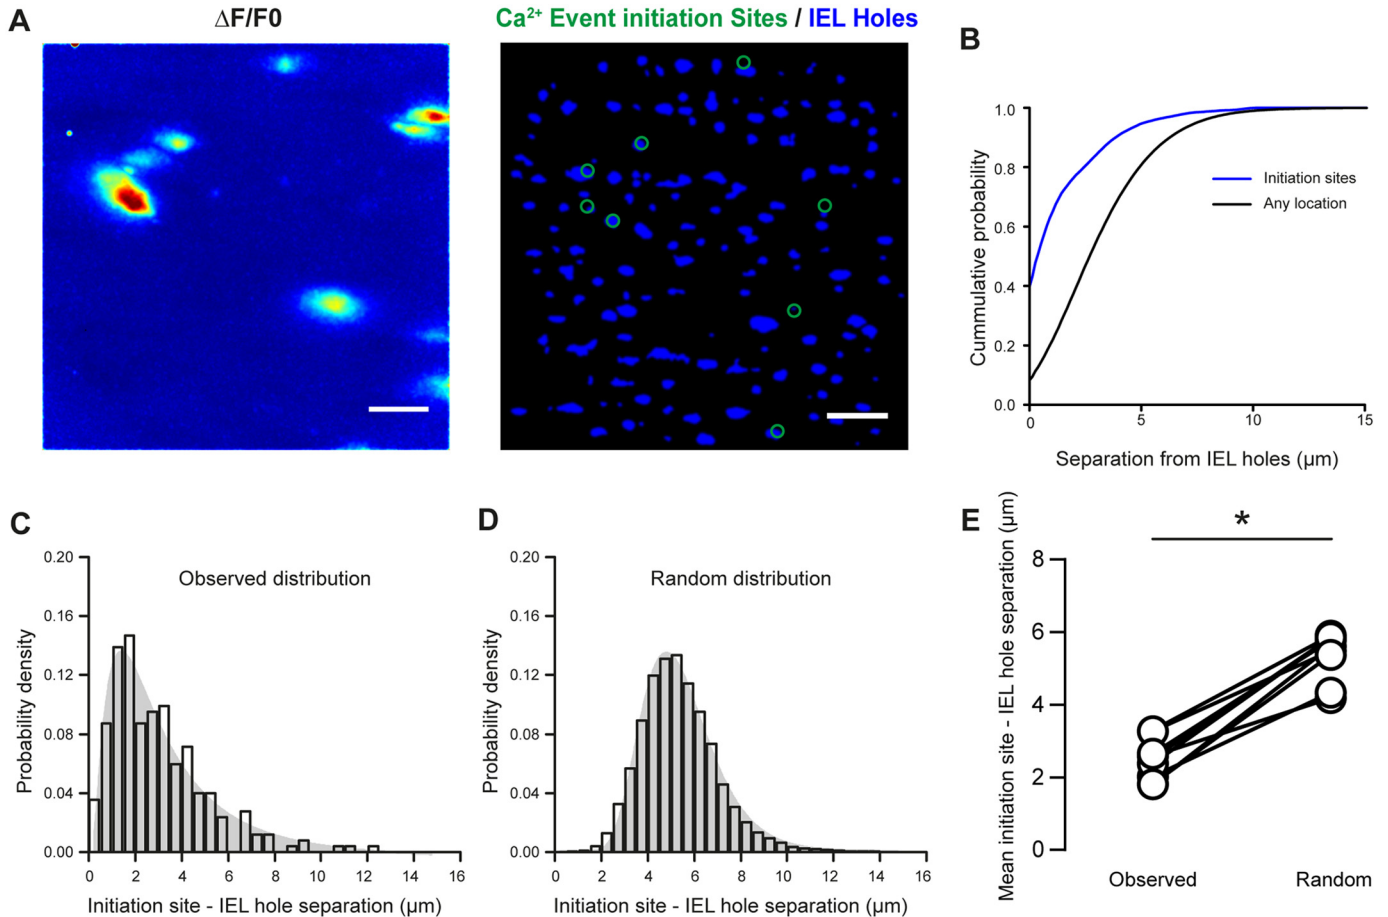 A
ΔF/F0
Ca²⁺ Event initiation Sites / IEL Holes
B
Cummulative probability
1.0
0.8
0.6
0.4
0.2
0.0
0
5
10
15
Initiation sites
Any location
Separation from IEL holes (µm)
C
Observed distribution
Probability density
0.20
0.16
0.12
0.08
0.04
0.00
0
2
4
6
8
10
12
14
16
Initiation site - IEL hole separation (µm)
D
Random distribution
Probability density
0.20
0.16
0.12
0.08
0.04
0.00
0
2
4
6
8
10
12
14
16
Initiation site - IEL hole separation (µm)
E
*
Mean initiation site - IEL hole separation (µm)
8
6
4
2
0
Observed
Random